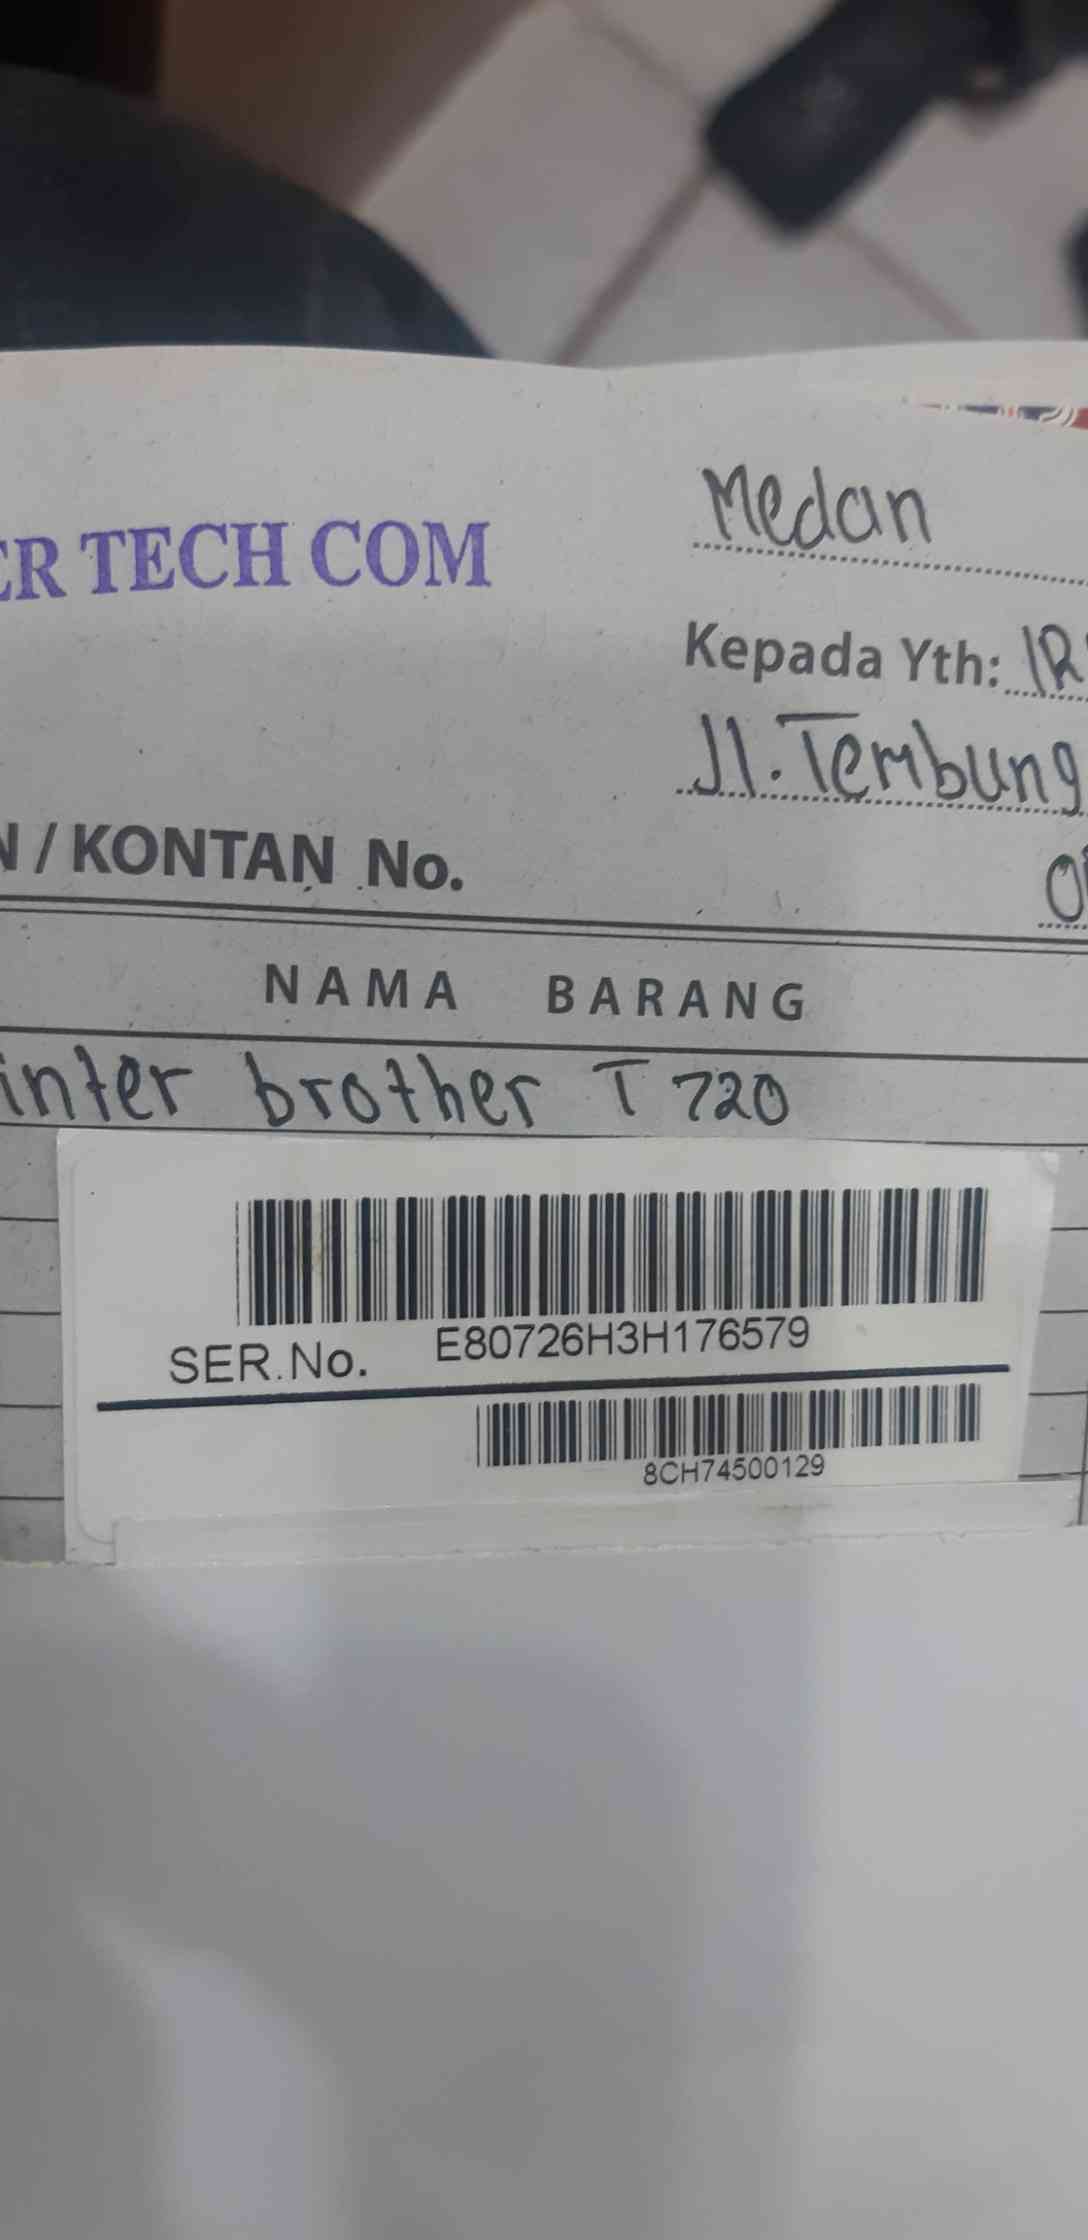 Medan
ER TECH COM
Kepada Yth: IR
Jl. Tembung
N / KONTAN No.
NAMA BARANG
inter brother T 720
SER.No. E80726H3H176579
8CH74500129